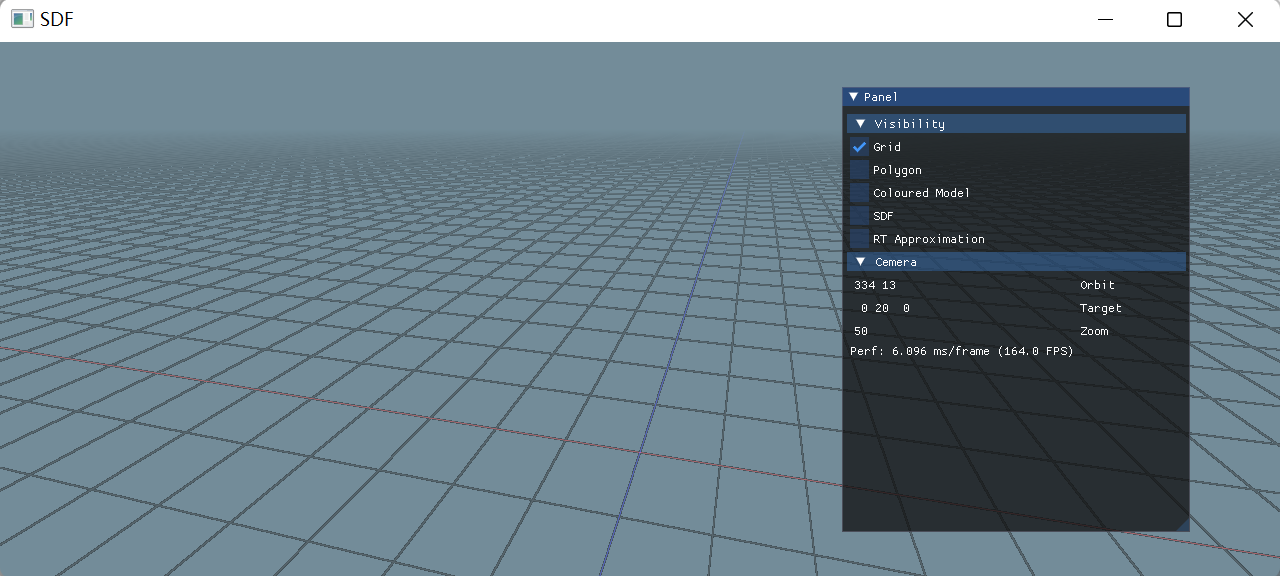 SDF
Panel
Visibility
Grid
Polygon
Coloured Model
SDF
RT Approximation
Cemera
334 13 Orbit
0 20 0 Target
50 Zoom
Perf: 6.096 ms/frame (164.0 FPS)